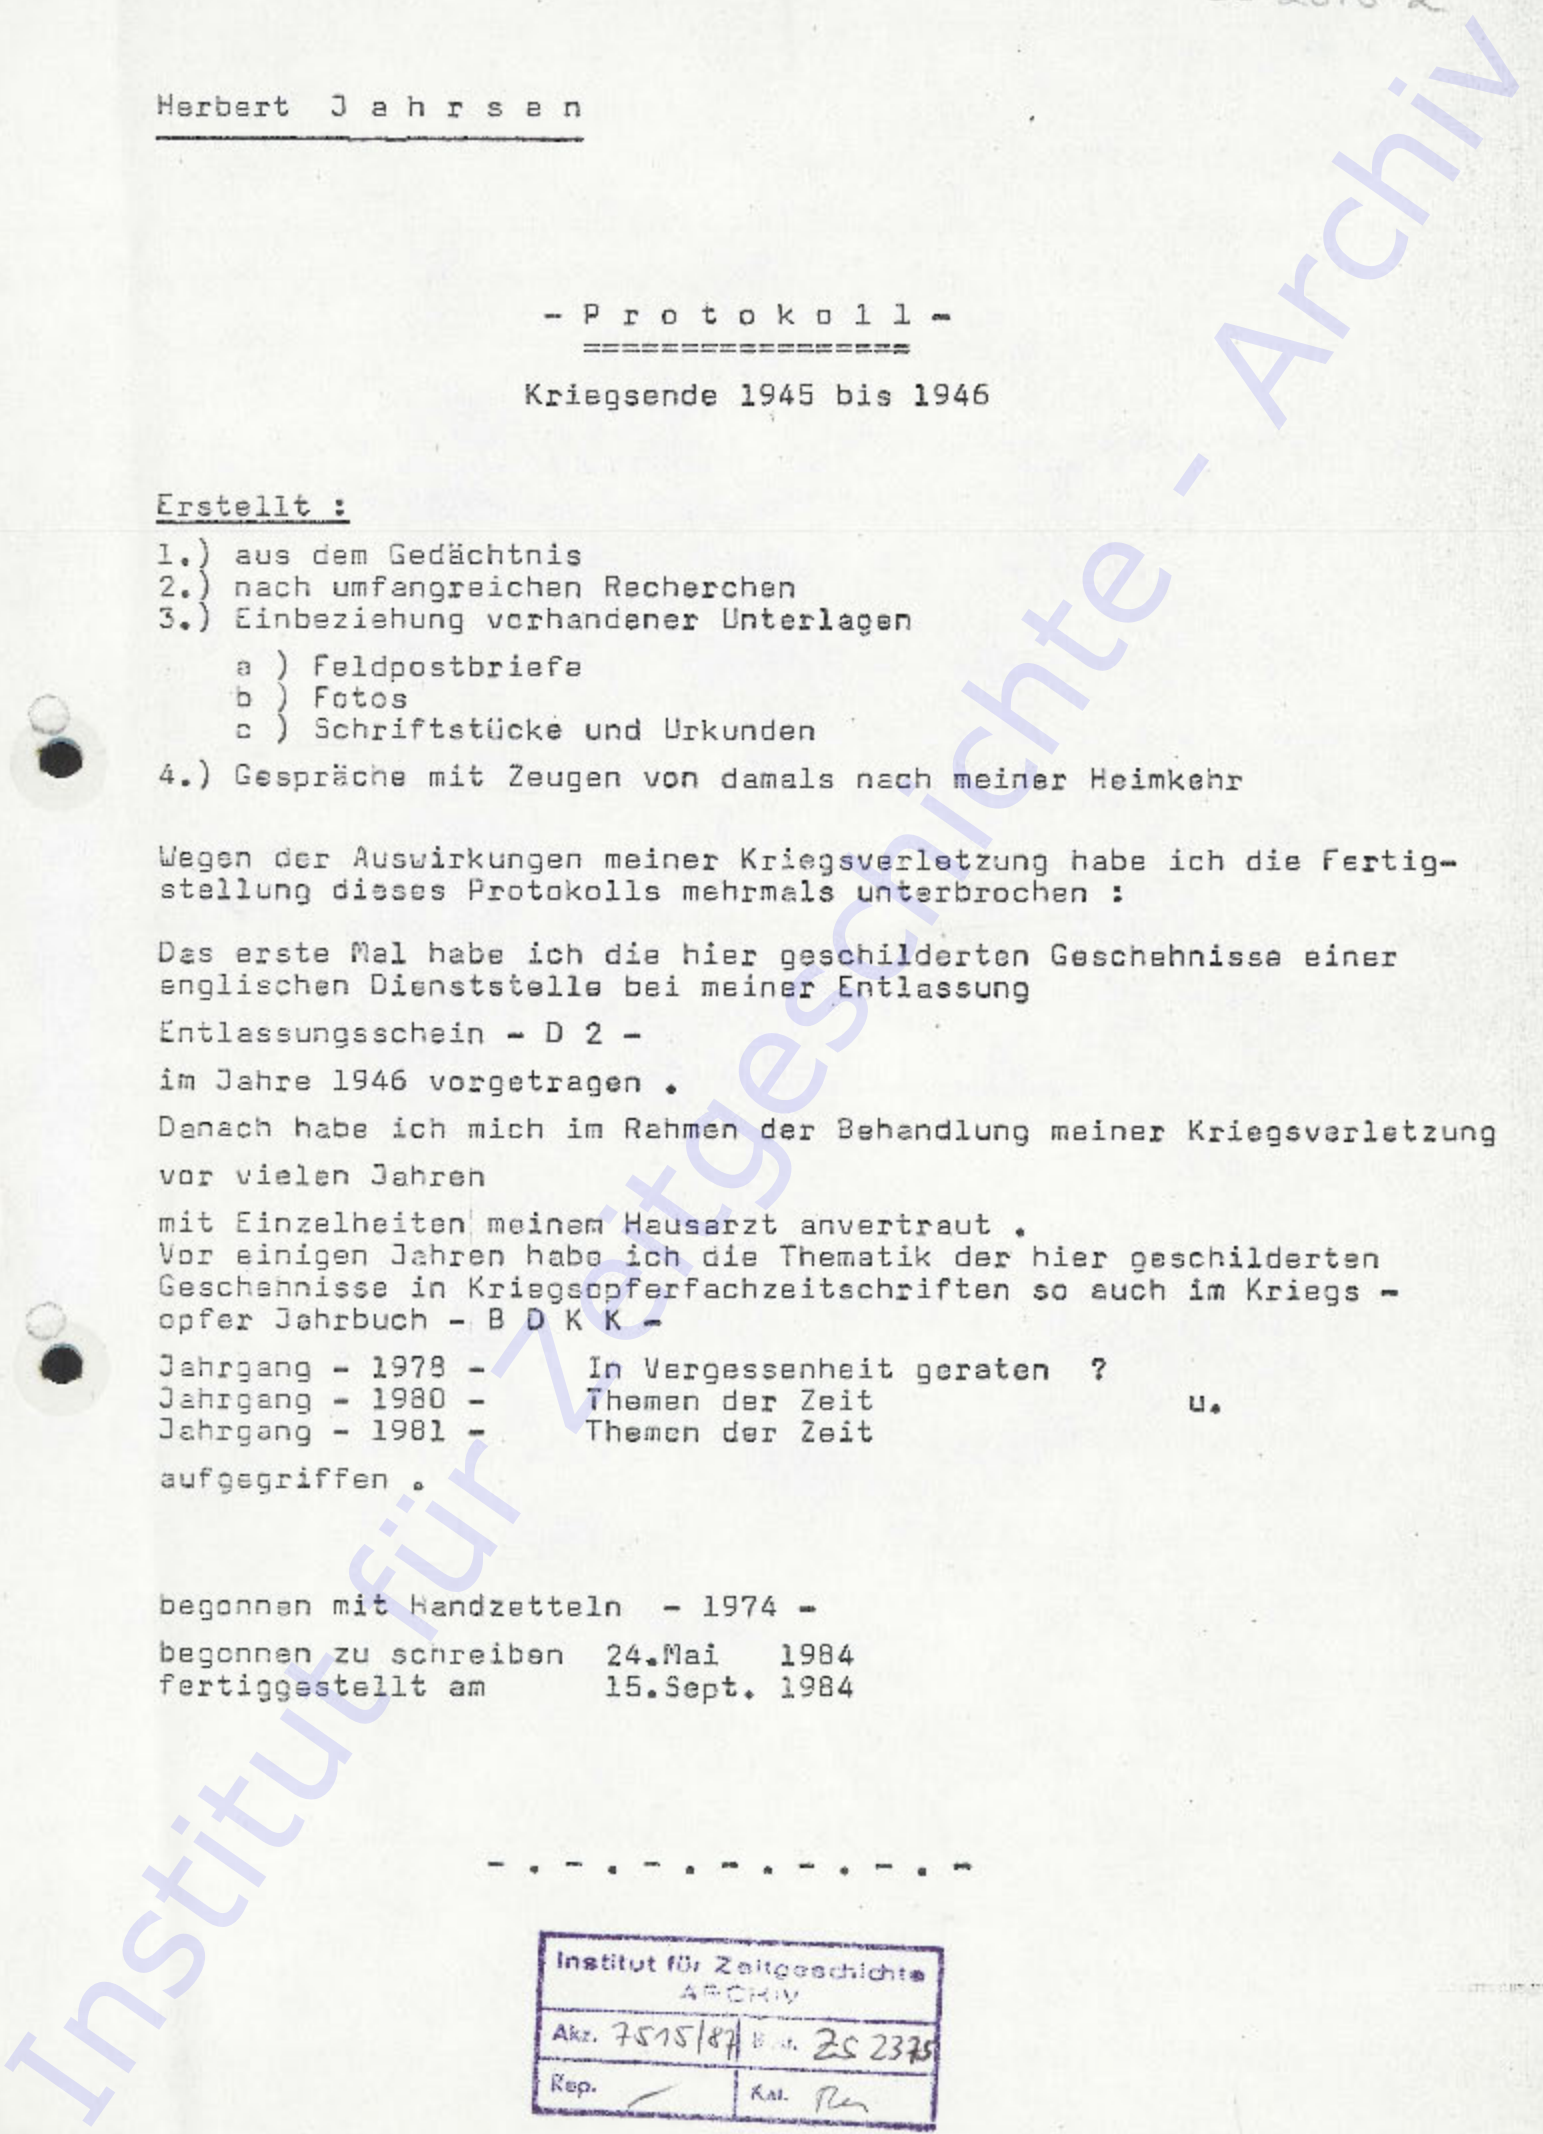 Herbert J a h r s e n
- P r o t o k o l l -
=================
Kriegsende 1945 bis 1946
Erstellt :
1.) aus dem Gedächtnis
2.) nach umfangreichen Recherchen
3.) Einbeziehung vorhandener Unterlagen
a ) Feldpostbriefe
b ) Fotos
c ) Schriftstücke und Urkunden
4.) Gespräche mit Zeugen von damals nach meiner Heimkehr
Wegen der Auswirkungen meiner Kriegsverletzung habe ich die Fertig-
stellung dieses Protokolls mehrmals unterbrochen :
Das erste Mal habe ich die hier geschilderten Geschehnisse einer
englischen Dienststelle bei meiner Entlassung
Entlassungsschein - D 2 -
im Jahre 1946 vorgetragen .
Danach habe ich mich im Rahmen der Behandlung meiner Kriegsverletzung
vor vielen Jahren
mit Einzelheiten meinem Hausarzt anvertraut .
Vor einigen Jahren habe ich die Thematik der hier geschilderten
Geschehnisse in Kriegsopferfachzeitschriften so auch im Kriegs -
opfer Jahrbuch - B D K K -
Jahrgang - 1978 - In Vergessenheit geraten ?
Jahrgang - 1980 - Themen der Zeit u.
Jahrgang - 1981 - Themen der Zeit
aufgegriffen .
begonnen mit Handzetteln - 1974 -
begonnen zu schreiben 24.Mai 1984
fertiggestellt am 15.Sept. 1984
- . - . - . - . - . - . -
Institut für Zeitgeschichte
ARCHIV
Akz. 7515/87 ZS 2375
Rep. Kat.
Institut für Zeitgeschichte - Archiv